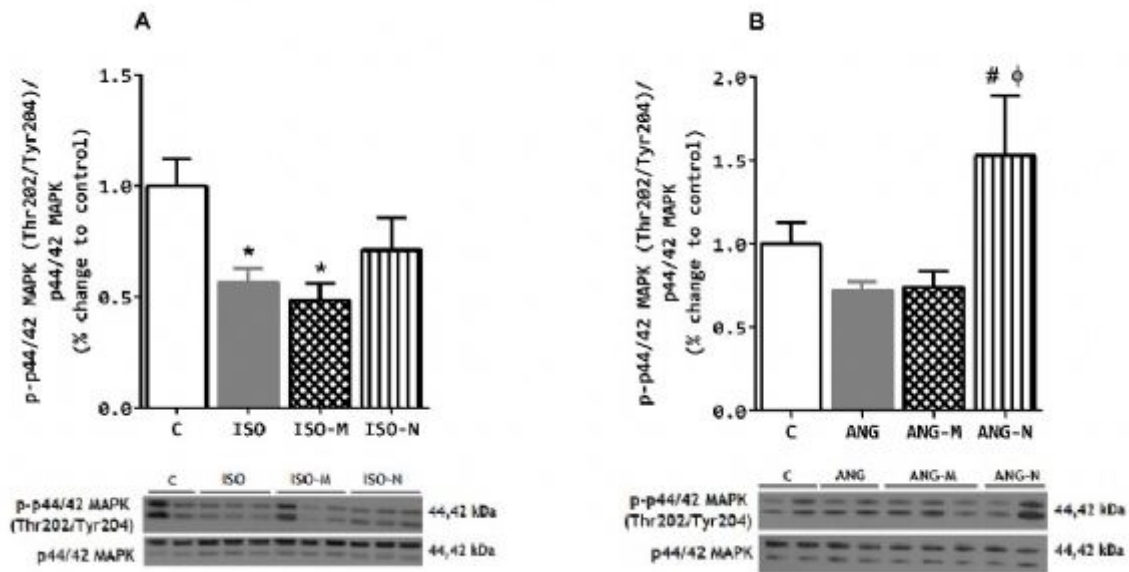 A
p-p44/42 MAPK (Thr202/Tyr204)/
p44/42 MAPK
(% change to control)
1.5
1.0
0.5
0.0
*
*
C ISO ISO-M ISO-N
C ISO ISO-M ISO-N
p-p44/42 MAPK
(Thr202/Tyr204)
44,42 kDa
p44/42 MAPK
44,42 kDa
B
p-p44/42 MAPK (Thr202/Tyr204)/
p44/42 MAPK
(% change to control)
2.0
1.5
1.0
0.5
0.0
# ϕ
C ANG ANG-M ANG-N
C ANG ANG-M ANG-N
p-p44/42 MAPK
(Thr202/Tyr204)
44,42 kDa
p44/42 MAPK
44,42 kDa